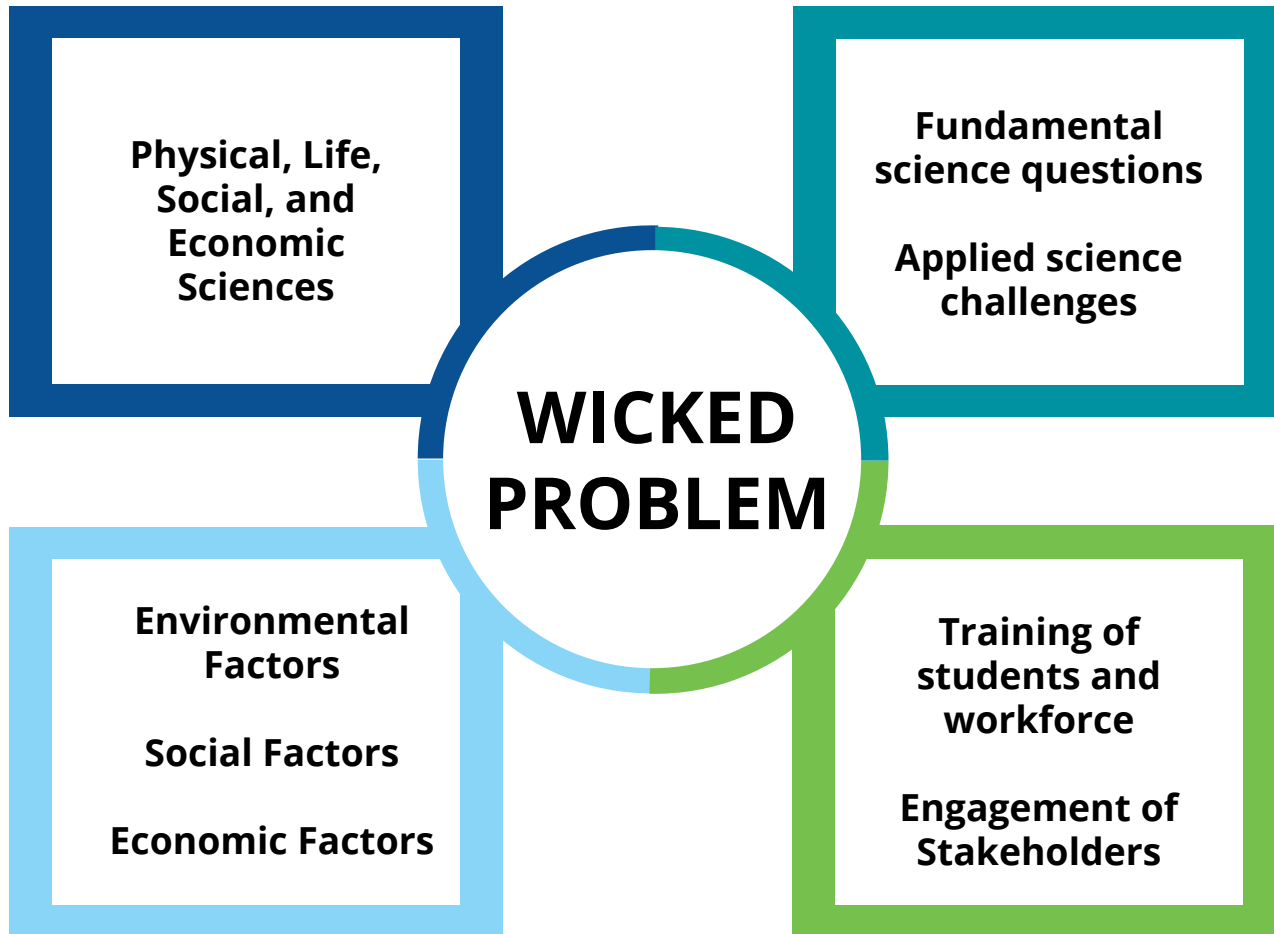 Physical, Life,
Social, and
Economic
Sciences
Fundamental
science questions
Applied science
challenges
WICKED
PROBLEM
Environmental
Factors
Social Factors
Economic Factors
Training of
students and
workforce
Engagement of
Stakeholders